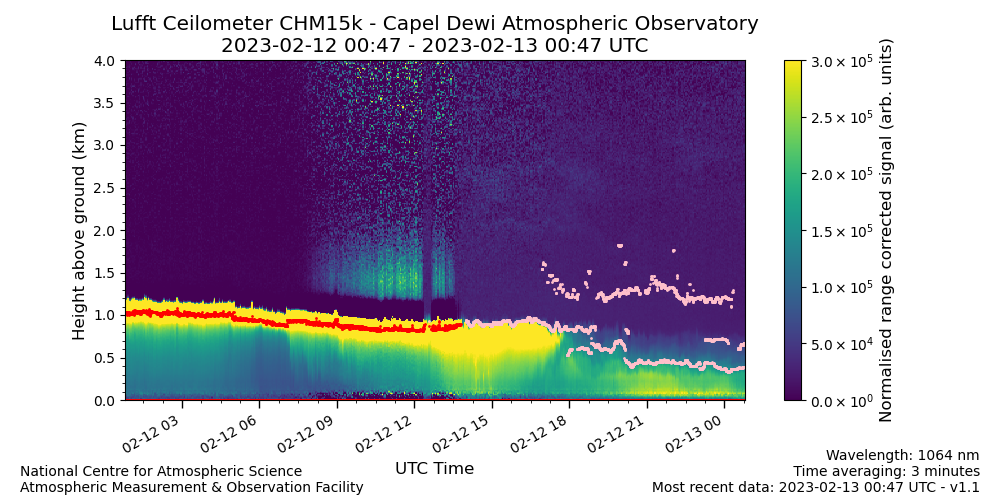 Lufft Ceilometer CHM15k - Capel Dewi Atmospheric Observatory
2023-02-12 00:47 - 2023-02-13 00:47 UTC
Height above ground (km)
4.0
3.5
3.0
2.5
2.0
1.5
1.0
0.5
0.0
02-12 03
02-12 06
02-12 09
02-12 12
02-12 15
02-12 18
02-12 21
02-13 00
UTC Time
3.0 × 10⁵
2.5 × 10⁵
2.0 × 10⁵
1.5 × 10⁵
1.0 × 10⁵
5.0 × 10⁴
0.0 × 10⁰
Normalised range corrected signal (arb. units)
National Centre for Atmospheric Science
Atmospheric Measurement & Observation Facility
Wavelength: 1064 nm
Time averaging: 3 minutes
Most recent data: 2023-02-13 00:47 UTC - v1.1